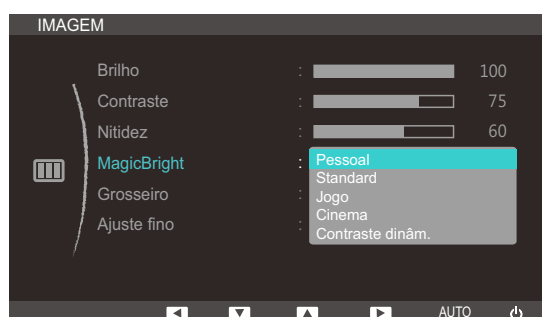 IMAGEM
Brilho : 100
Contraste : 75
Nitidez : 60
MagicBright : Pessoal
Standard
Grosseiro : Jogo
Cinema
Ajuste fino : Contraste dinâm.
AUTO